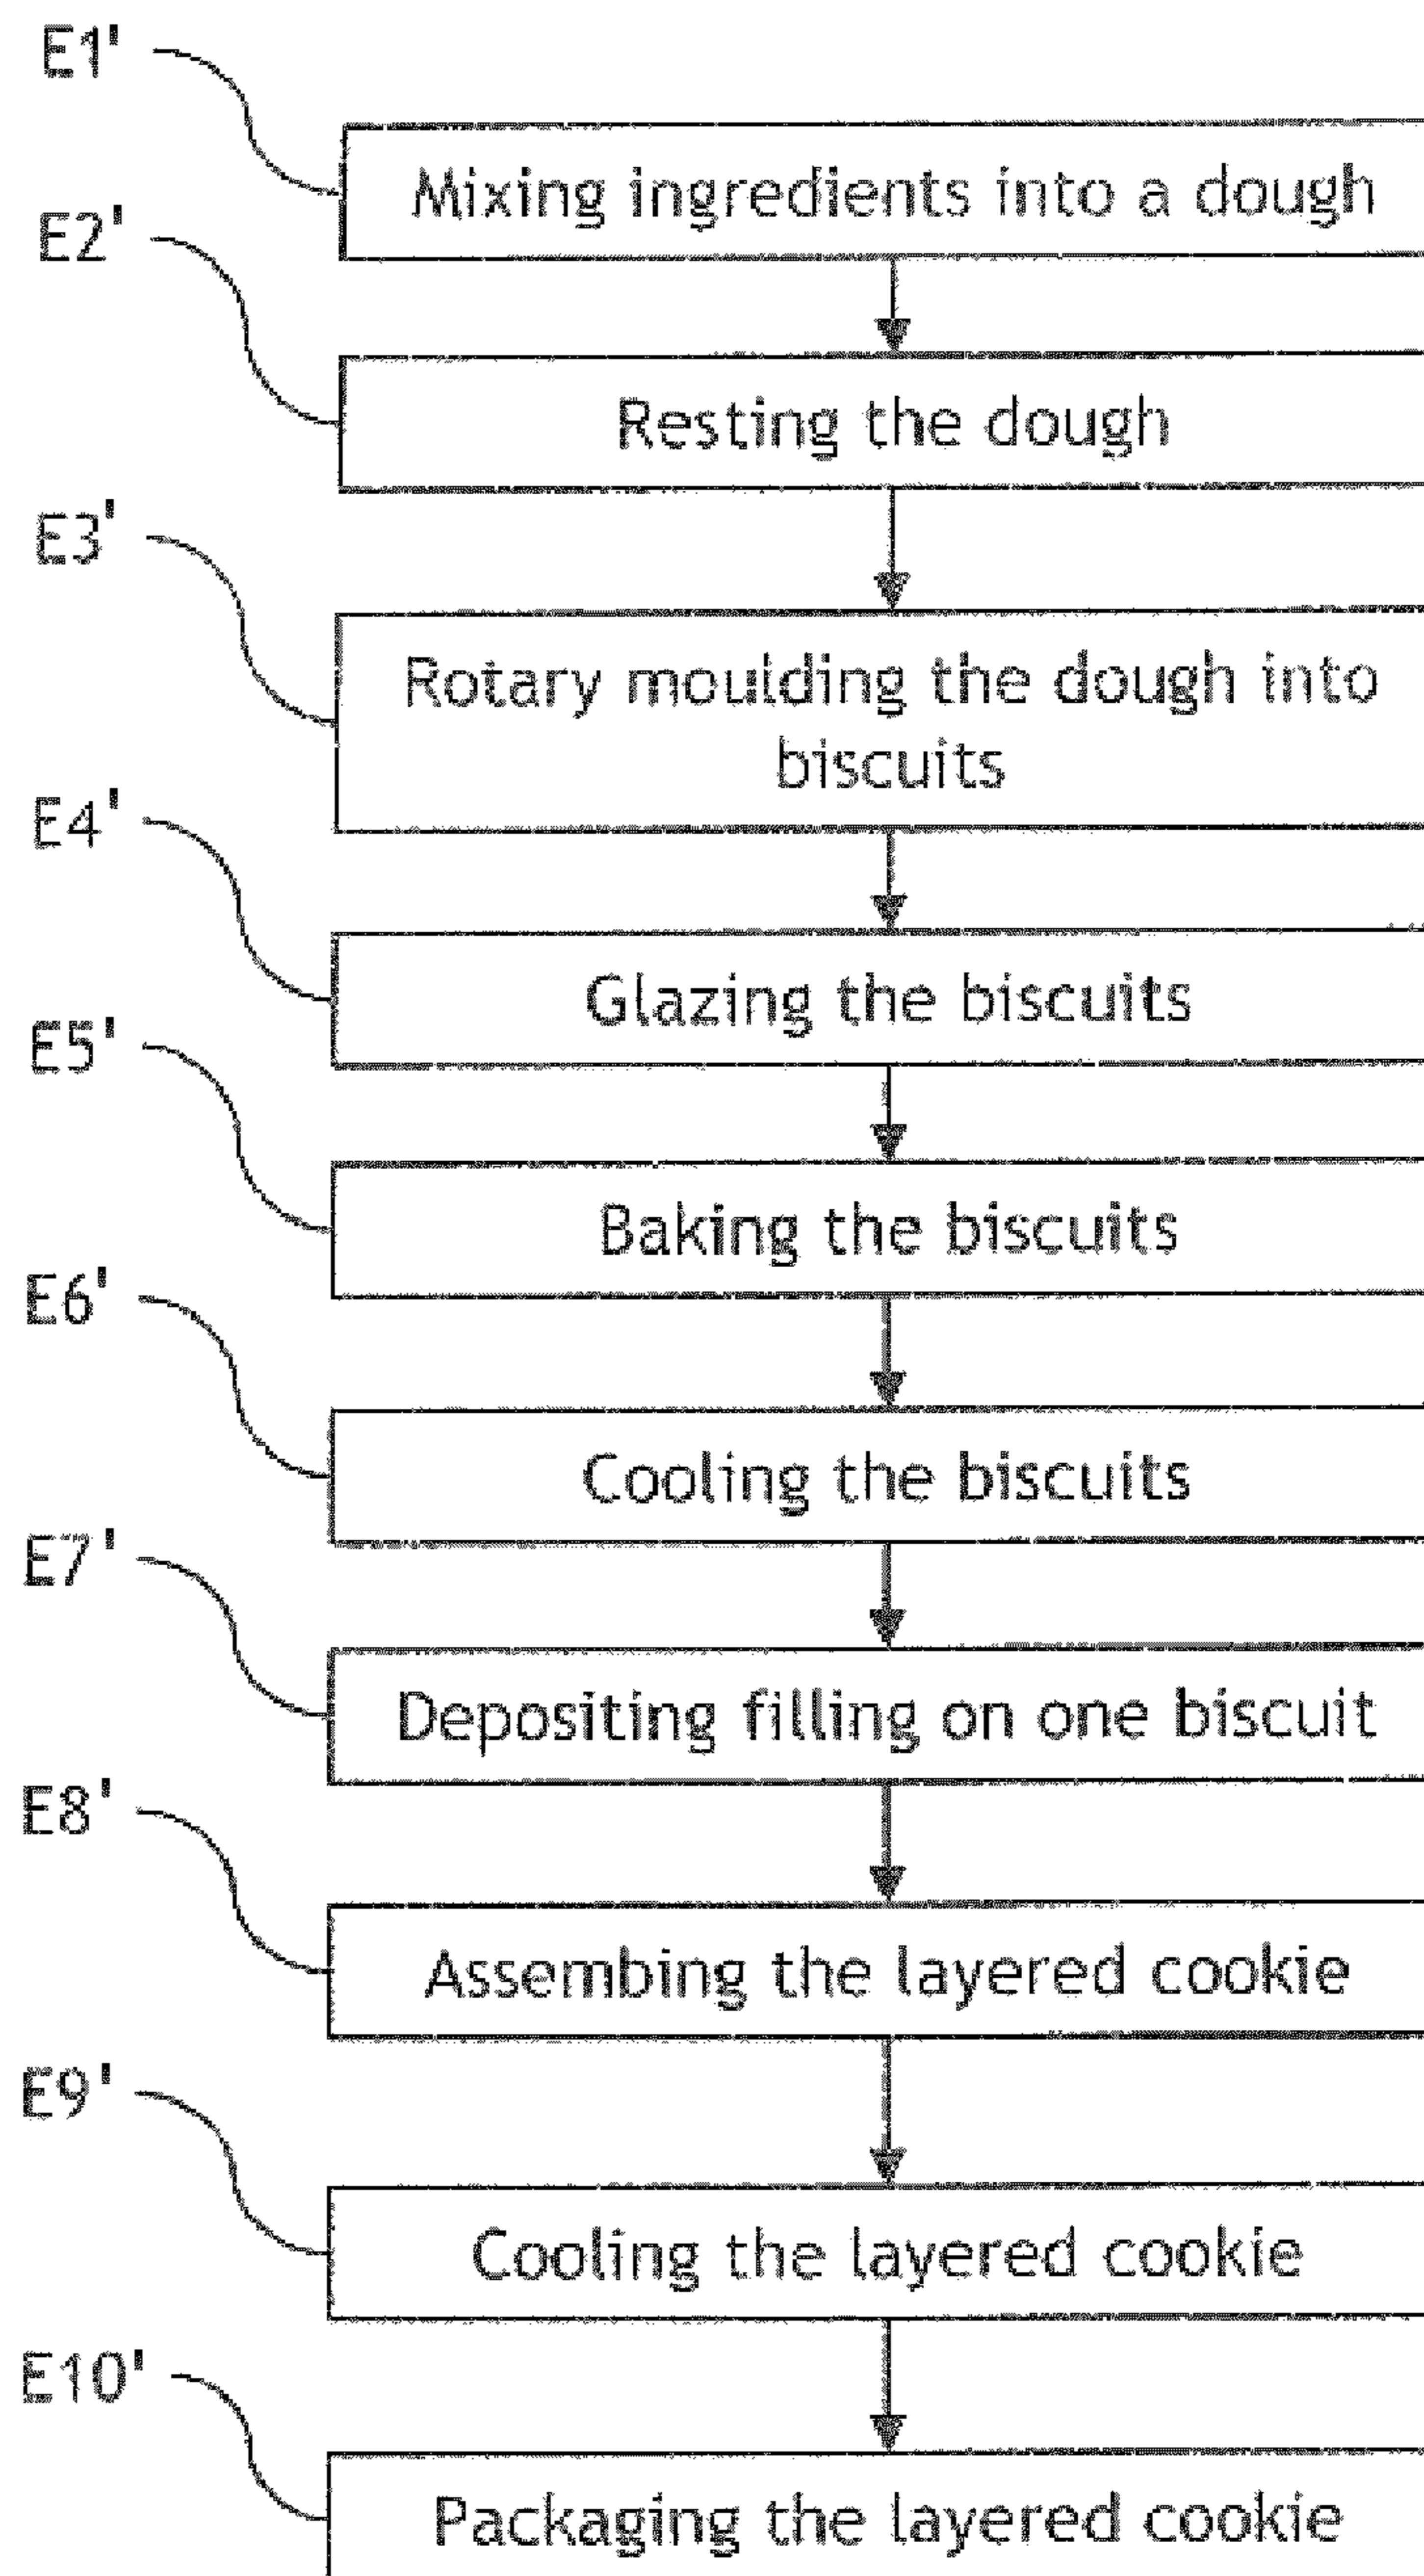 E1'
Mixing ingredients into a dough
E2'
Resting the dough
E3'
Rotary moulding the dough into
biscuits
E4'
Glazing the biscuits
E5'
Baking the biscuits
E6'
Cooling the biscuits
E7'
Depositing filling on one biscuit
E8'
Assembing the layered cookie
E9'
Cooling the layered cookie
E10'
Packaging the layered cookie